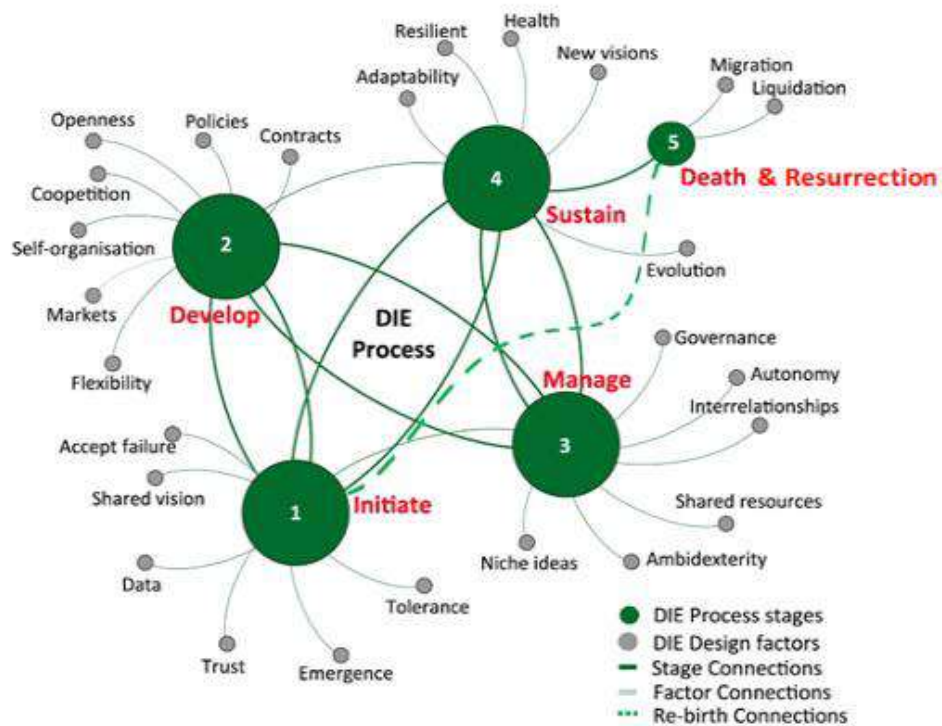 Resilient
Health
Adaptability
New visions
Migration
Liquidation
4
5
Death & Resurrection
Sustain
Evolution
Openness
Policies
Contracts
Coopetition
Self-organisation
2
Markets
Develop
Flexibility
DIE
Process
Manage
Governance
Autonomy
Interrelationships
3
Shared resources
Ambidexterity
Niche ideas
Accept failure
Shared vision
1
Initiate
Data
Trust
Emergence
Tolerance
DIE Process stages
DIE Design factors
Stage Connections
Factor Connections
Re-birth Connections